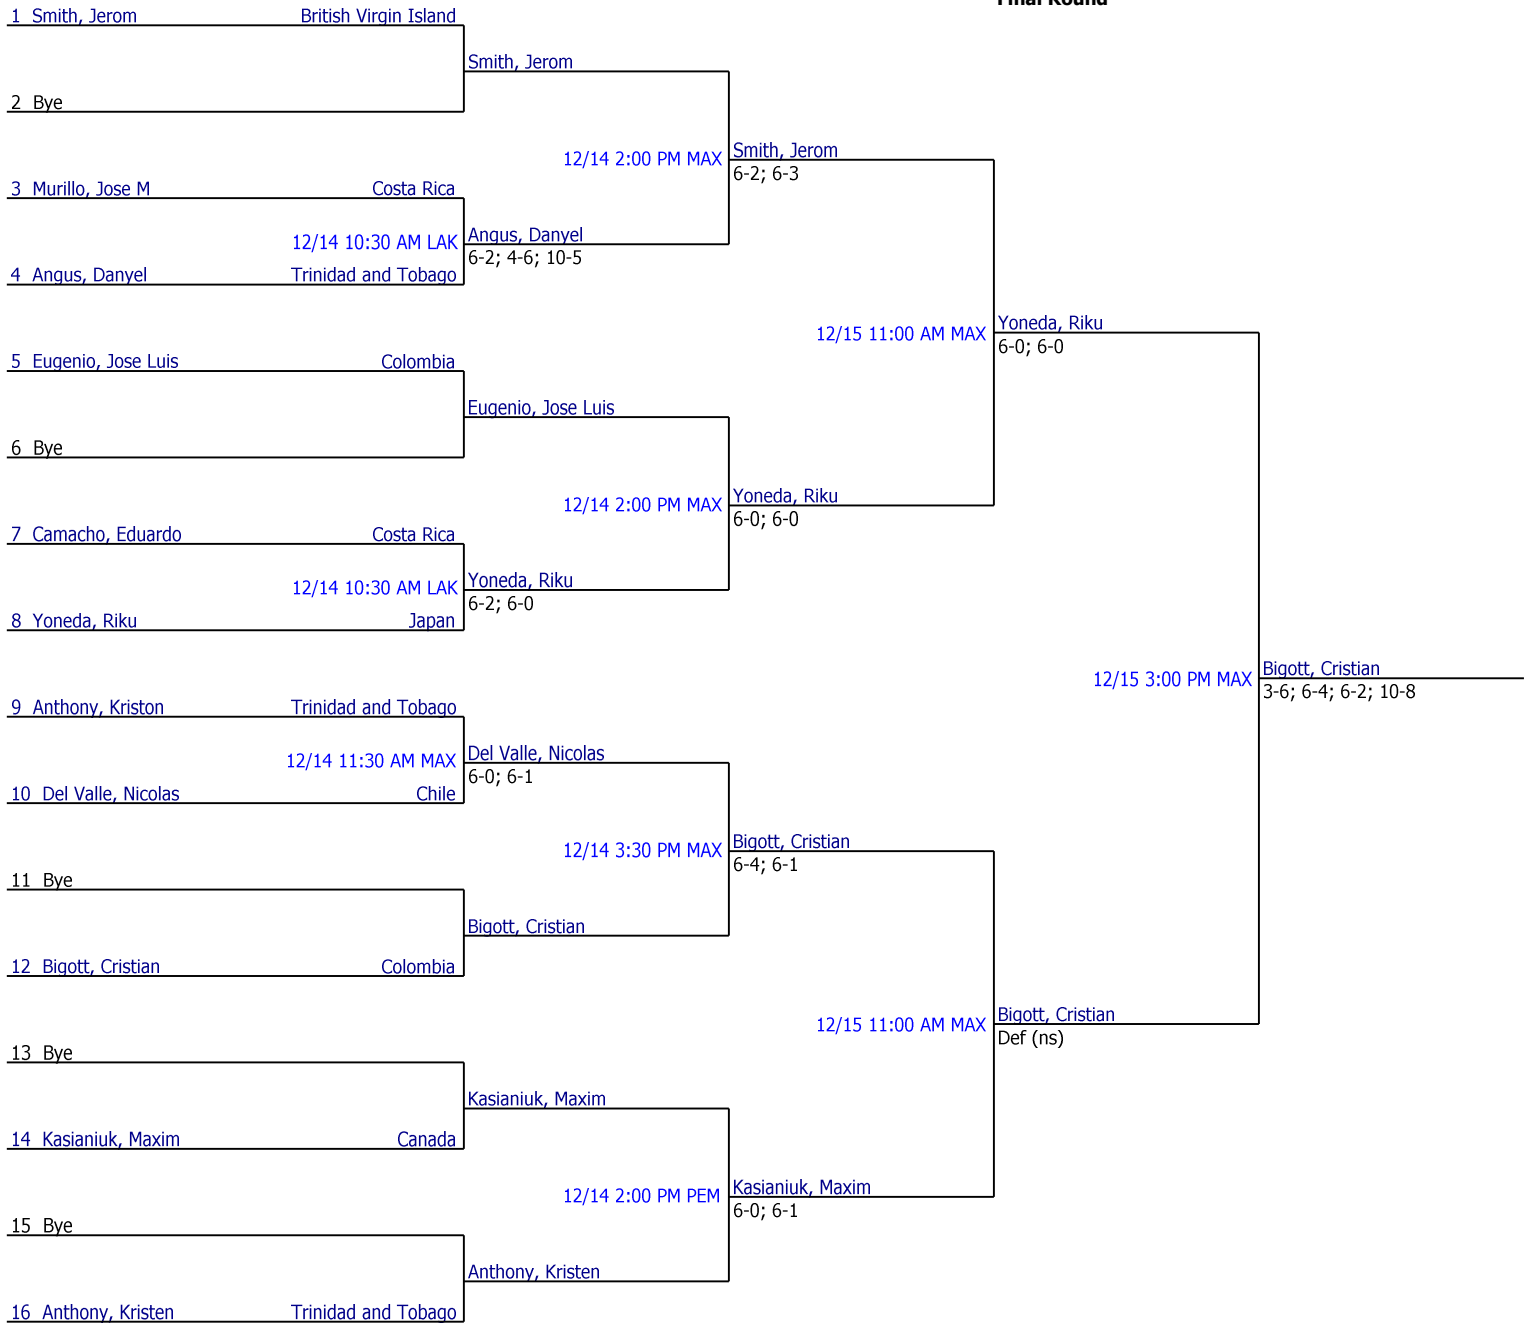 Final Round
1 Smith, Jerom British Virgin Island
Smith, Jerom
2 Bye
12/14 2:00 PM MAX Smith, Jerom
6-2; 6-3
3 Murillo, Jose M Costa Rica
12/14 10:30 AM LAK Angus, Danyel
6-2; 4-6; 10-5
4 Angus, Danyel Trinidad and Tobago
12/15 11:00 AM MAX Yoneda, Riku
6-0; 6-0
5 Eugenio, Jose Luis Colombia
Eugenio, Jose Luis
6 Bye
12/14 2:00 PM MAX Yoneda, Riku
6-0; 6-0
7 Camacho, Eduardo Costa Rica
12/14 10:30 AM LAK Yoneda, Riku
6-2; 6-0
8 Yoneda, Riku Japan
12/15 3:00 PM MAX Bigott, Cristian
3-6; 6-4; 6-2; 10-8
9 Anthony, Kriston Trinidad and Tobago
12/14 11:30 AM MAX Del Valle, Nicolas
6-0; 6-1
10 Del Valle, Nicolas Chile
12/14 3:30 PM MAX Bigott, Cristian
6-4; 6-1
11 Bye
Bigott, Cristian
12 Bigott, Cristian Colombia
12/15 11:00 AM MAX Bigott, Cristian
Def (ns)
13 Bye
Kasianiuk, Maxim
14 Kasianiuk, Maxim Canada
12/14 2:00 PM PEM Kasianiuk, Maxim
6-0; 6-1
15 Bye
Anthony, Kristen
16 Anthony, Kristen Trinidad and Tobago